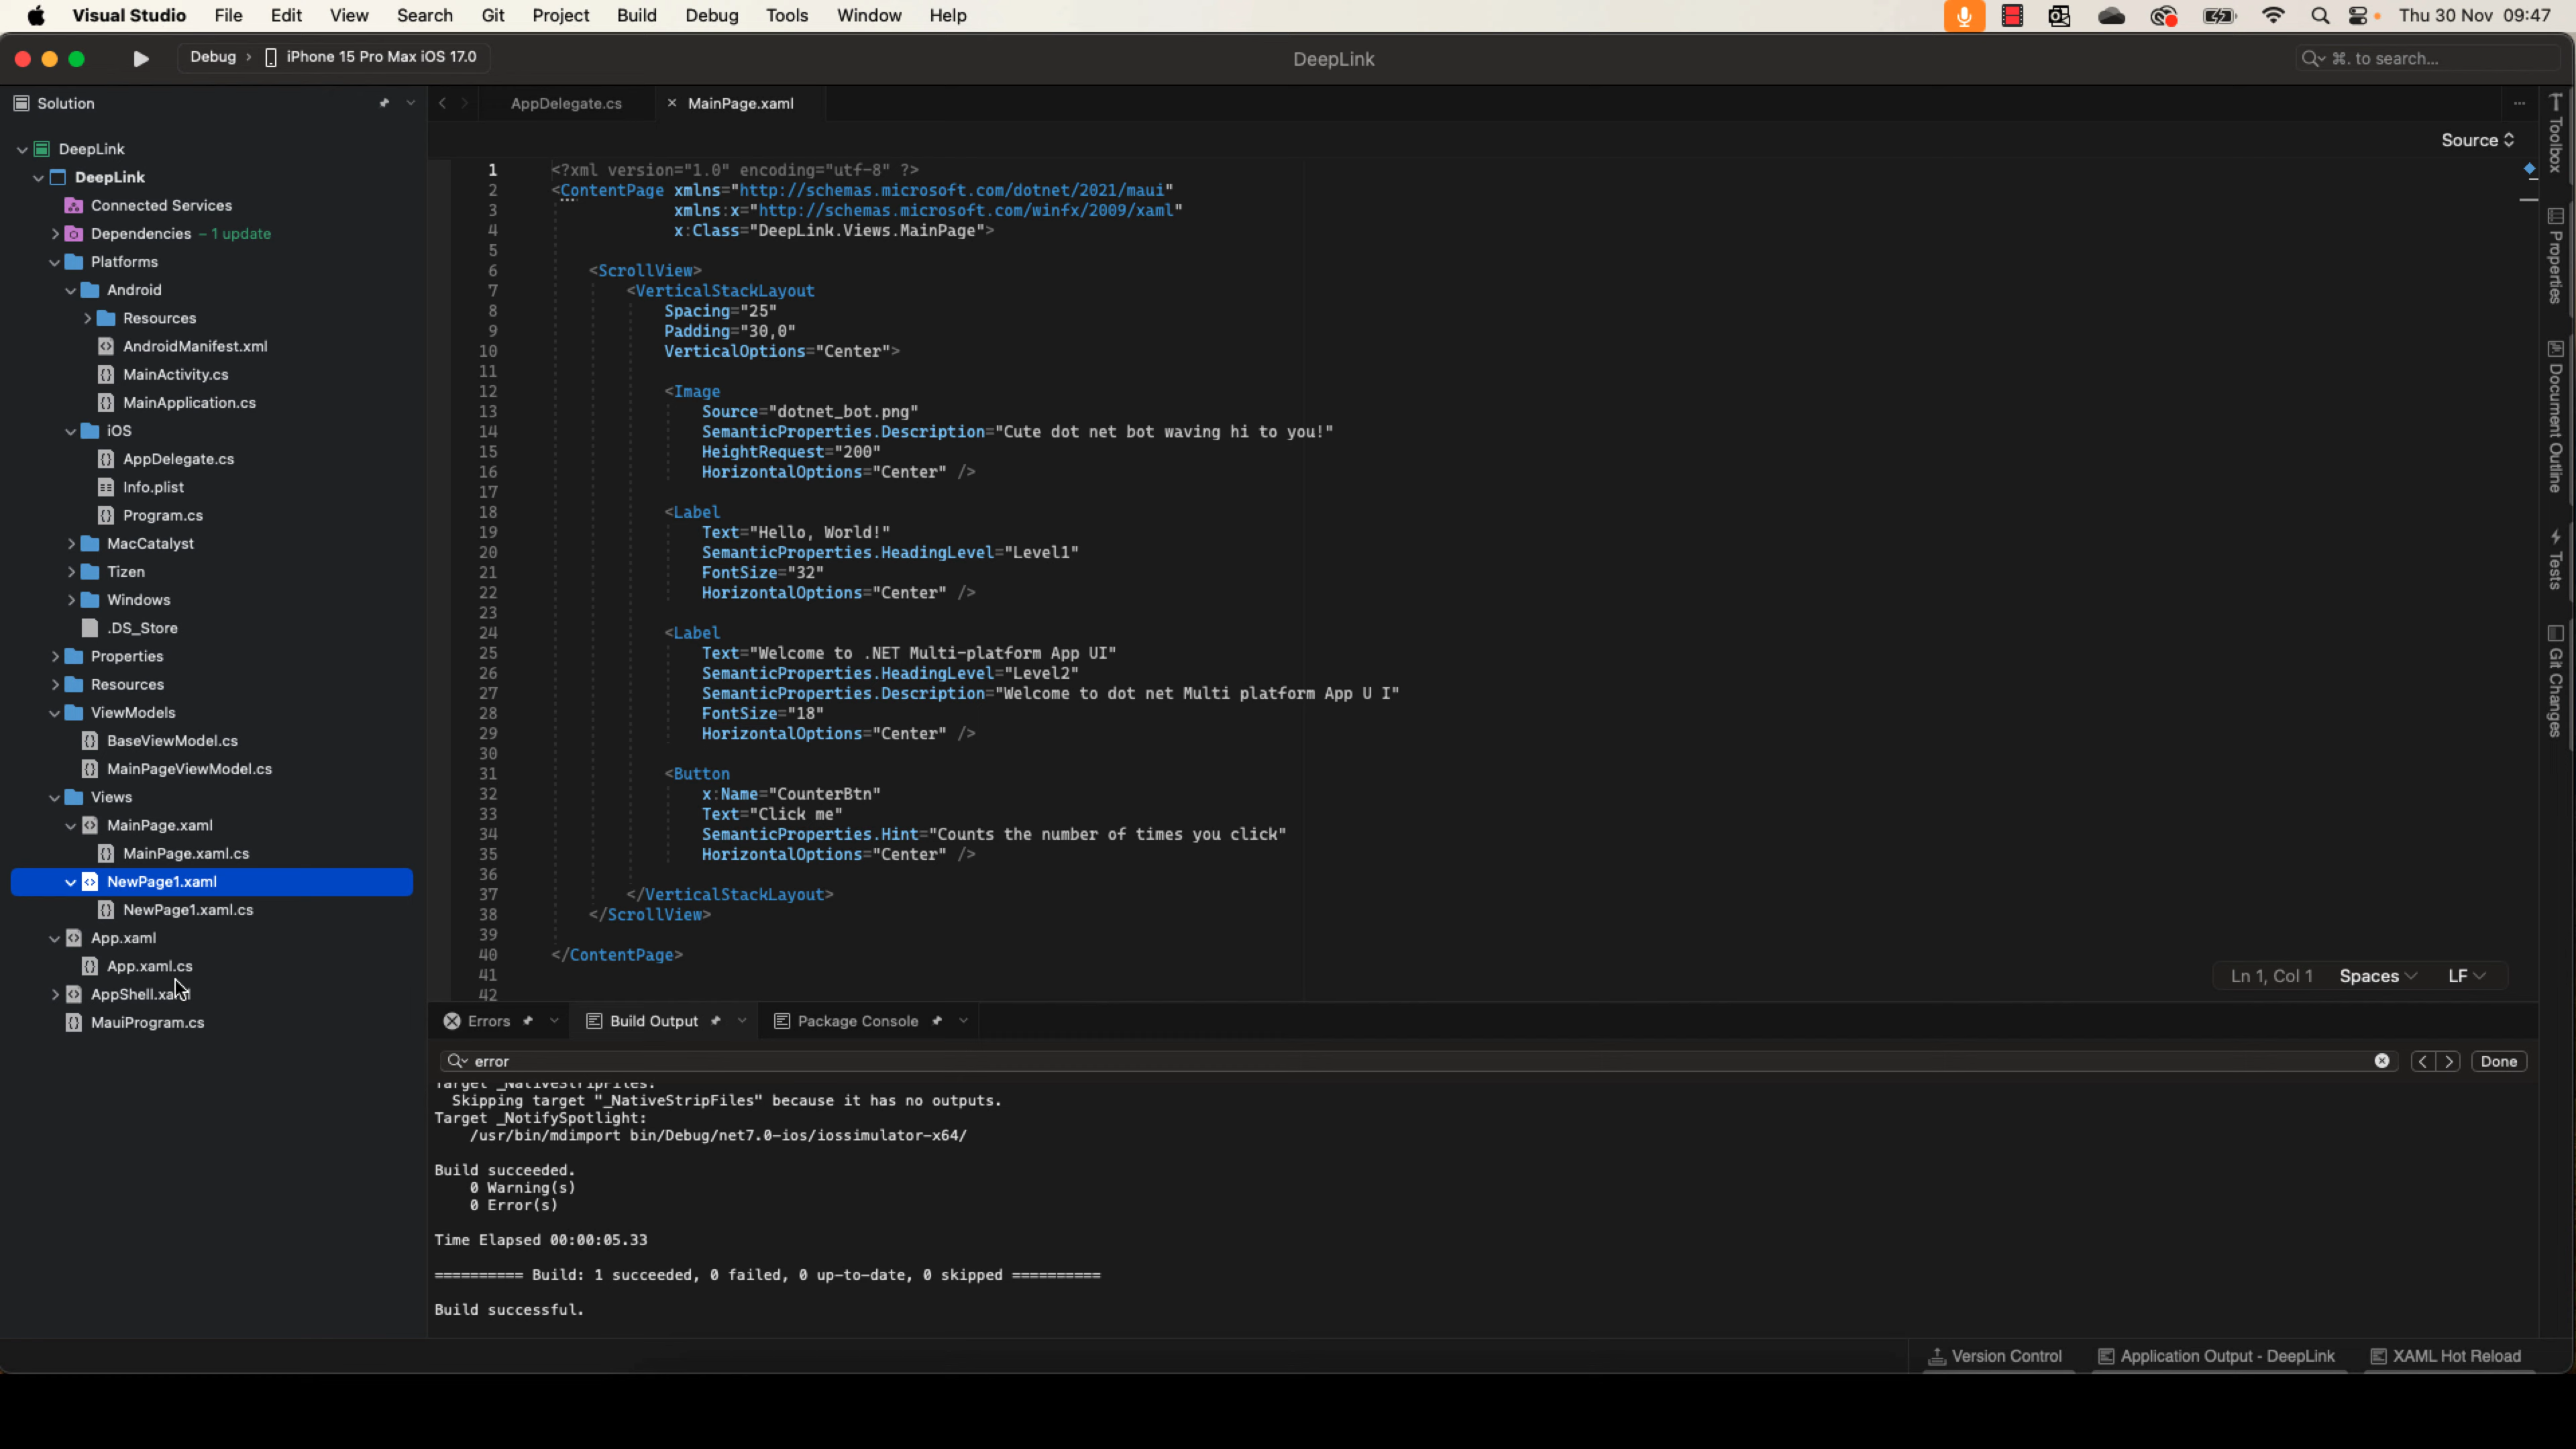 Visual Studio File Edit View Search Git Project Build Debug Tools Window Help Thu 30 Nov 09:47
Debug › iPhone 15 Pro Max iOS 17.0 DeepLink ⌘. to search...
Solution
DeepLink
DeepLink
Connected Services
Dependencies – 1 update
Platforms
Android
Resources
AndroidManifest.xml
MainActivity.cs
MainApplication.cs
iOS
AppDelegate.cs
Info.plist
Program.cs
MacCatalyst
Tizen
Windows
.DS_Store
Properties
Resources
ViewModels
BaseViewModel.cs
MainPageViewModel.cs
Views
MainPage.xaml
MainPage.xaml.cs
NewPage1.xaml
NewPage1.xaml.cs
App.xaml
App.xaml.cs
AppShell.xaml
MauiProgram.cs
AppDelegate.cs MainPage.xaml
Source
1 <?xml version="1.0" encoding="utf-8" ?>
2 <ContentPage xmlns="http://schemas.microsoft.com/dotnet/2021/maui"
3 xmlns:x="http://schemas.microsoft.com/winfx/2009/xaml"
4 x:Class="DeepLink.Views.MainPage">
5
6 <ScrollView>
7 <VerticalStackLayout
8 Spacing="25"
9 Padding="30,0"
10 VerticalOptions="Center">
11
12 <Image
13 Source="dotnet_bot.png"
14 SemanticProperties.Description="Cute dot net bot waving hi to you!"
15 HeightRequest="200"
16 HorizontalOptions="Center" />
17
18 <Label
19 Text="Hello, World!"
20 SemanticProperties.HeadingLevel="Level1"
21 FontSize="32"
22 HorizontalOptions="Center" />
23
24 <Label
25 Text="Welcome to .NET Multi-platform App UI"
26 SemanticProperties.HeadingLevel="Level2"
27 SemanticProperties.Description="Welcome to dot net Multi platform App U I"
28 FontSize="18"
29 HorizontalOptions="Center" />
30
31 <Button
32 x:Name="CounterBtn"
33 Text="Click me"
34 SemanticProperties.Hint="Counts the number of times you click"
35 HorizontalOptions="Center" />
36
37 </VerticalStackLayout>
38 </ScrollView>
39
40 </ContentPage>
41
42
Ln 1, Col 1 Spaces LF
Toolbox
Properties
Document Outline
Tests
Git Changes
Errors Build Output Package Console
error Done
Target _NativeStripFiles:
Skipping target "_NativeStripFiles" because it has no outputs.
Target _NotifySpotlight:
/usr/bin/mdimport bin/Debug/net7.0-ios/iossimulator-x64/
Build succeeded.
0 Warning(s)
0 Error(s)
Time Elapsed 00:00:05.33
========== Build: 1 succeeded, 0 failed, 0 up-to-date, 0 skipped ==========
Build successful.
Version Control Application Output - DeepLink XAML Hot Reload